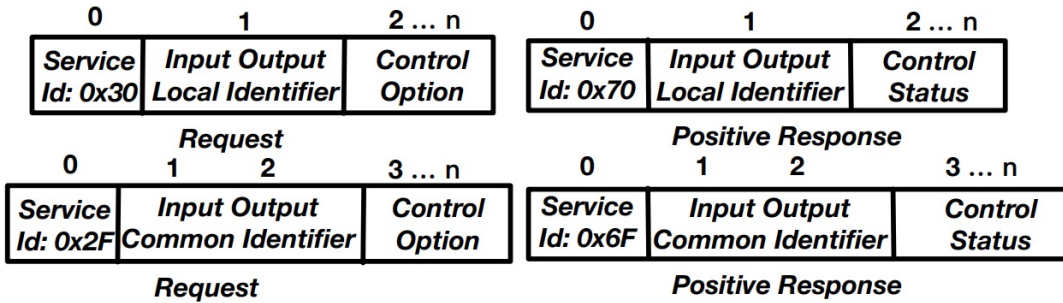 0 1 2 ... n
Service Id: 0x30 Input Output Local Identifier Control Option
Request
0 1 2 ... n
Service Id: 0x70 Input Output Local Identifier Control Status
Positive Response
0 1 2 3 ... n
Service Id: 0x2F Input Output Common Identifier Control Option
Request
0 1 2 3 ... n
Service Id: 0x6F Input Output Common Identifier Control Status
Positive Response